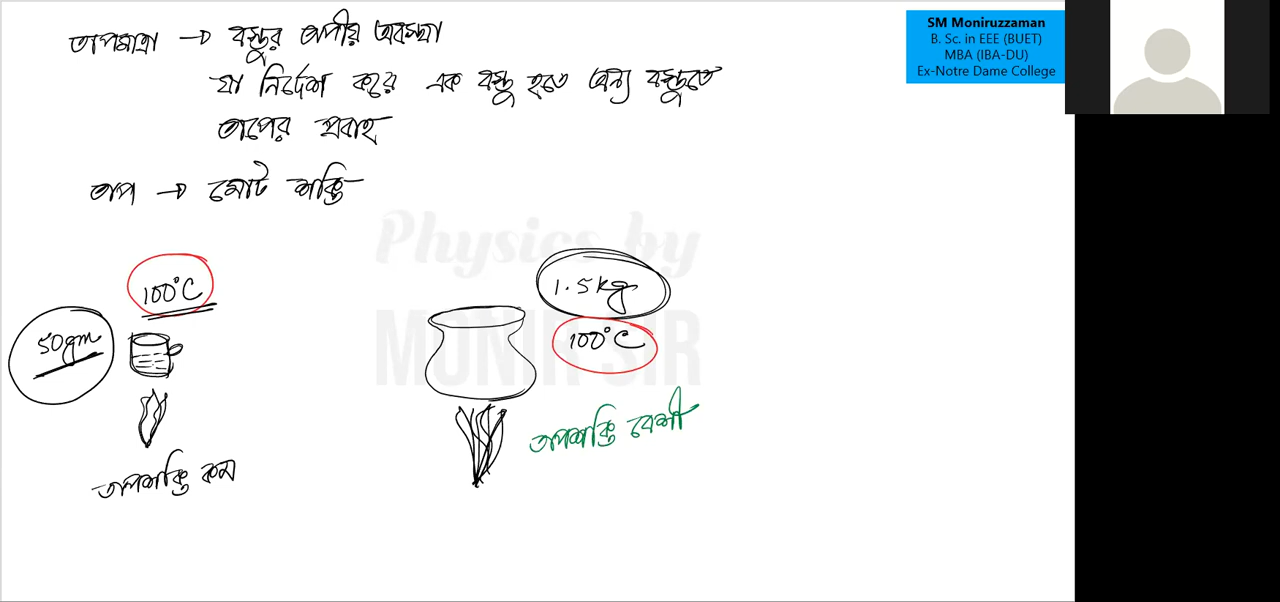 তাপমাত্রা → বস্তুর তাপীয় অবস্থা
যা নির্দেশ করে এক বস্তু হতে অন্য বস্তুতে
তাপের প্রবাহ
তাপ → মোট শক্তি
SM Moniruzzaman
B. Sc. in EEE (BUET)
MBA (IBA-DU)
Ex-Notre Dame College
Physics by
MONIR SIR
100°C
50gm
তাপশক্তি কম
1.5kg
100°C
তাপশক্তি বেশী